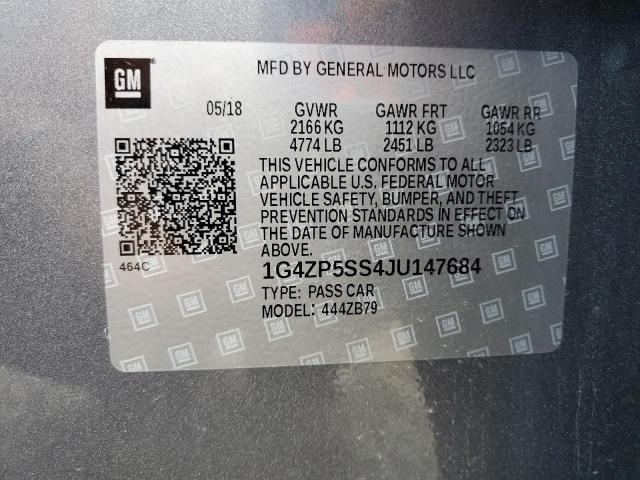 GM
MFD BY GENERAL MOTORS LLC
05/18 GVWR GAWR FRT GAWR RR
2166 KG 1112 KG 1054 KG
4774 LB 2451 LB 2323 LB
THIS VEHICLE CONFORMS TO ALL
APPLICABLE U.S. FEDERAL MOTOR
VEHICLE SAFETY, BUMPER, AND THEFT
PREVENTION STANDARDS IN EFFECT ON
THE DATE OF MANUFACTURE SHOWN
ABOVE.
464C
1G4ZP5SS4JU147684
TYPE: PASS CAR
MODEL: 444ZB79